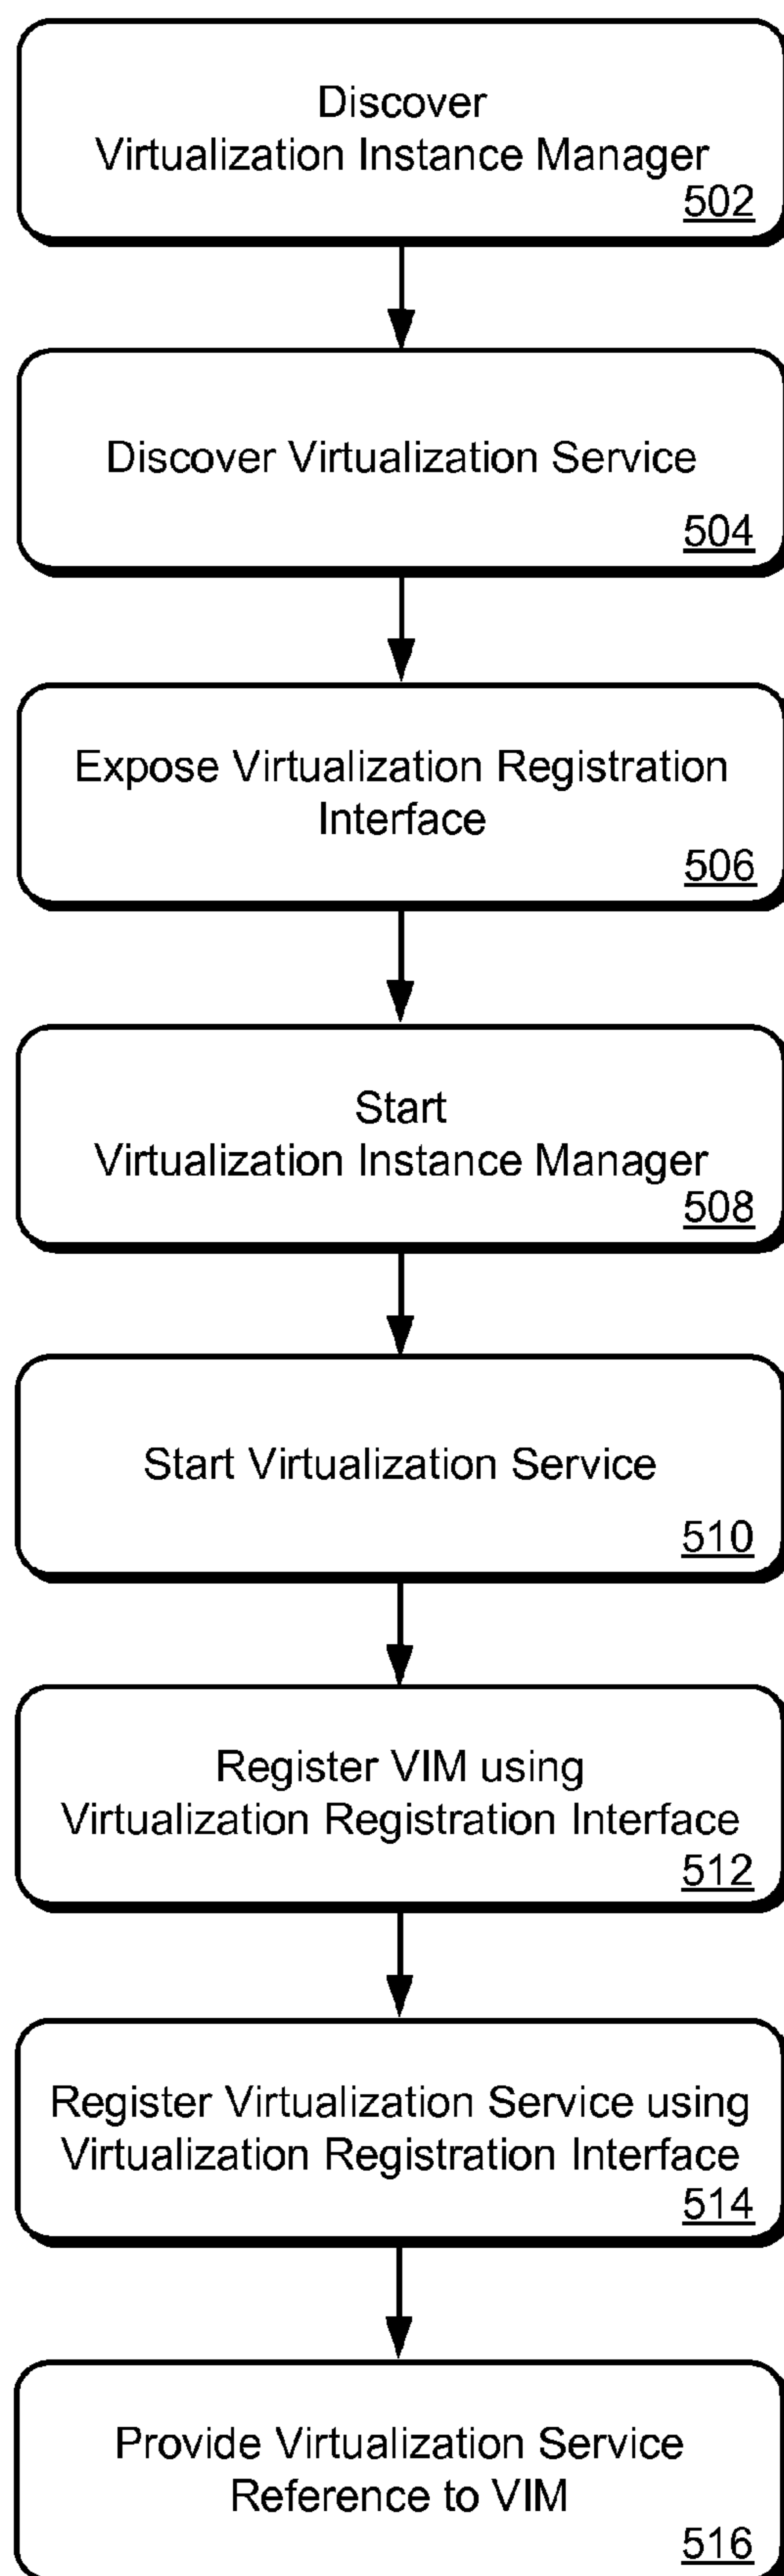 Discover
Virtualization Instance Manager
502
Discover Virtualization Service
504
Expose Virtualization Registration
Interface
506
Start
Virtualization Instance Manager
508
Start Virtualization Service
510
Register VIM using
Virtualization Registration Interface
512
Register Virtualization Service using
Virtualization Registration Interface
514
Provide Virtualization Service
Reference to VIM
516